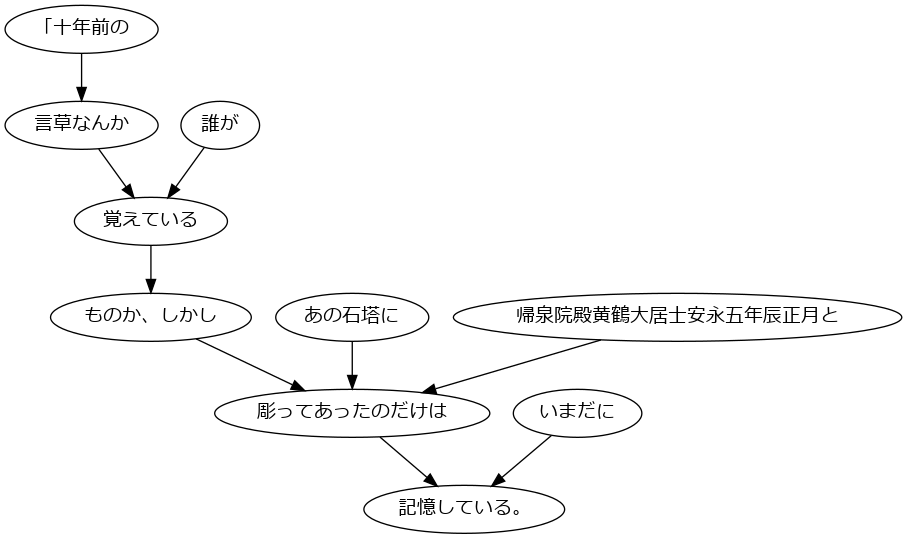 「十年前の
言草なんか
誰が
覚えている
ものか、しかし
あの石塔に
帰泉院殿黄鶴大居士安永五年辰正月と
彫ってあったのだけは
いまだに
記憶している。